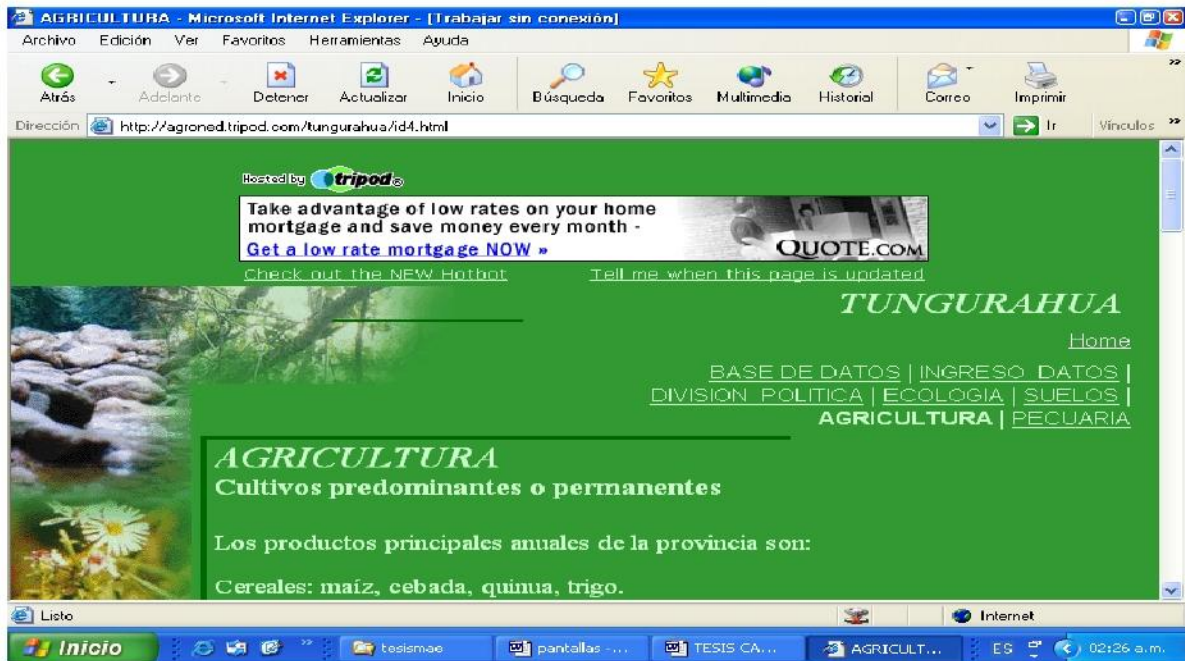 AGRICULTURA - Microsoft Internet Explorer - [Trabajar sin conexión]
Archivo Edición Ver Favoritos Herramientas Ayuda
Atrás Adelante Detener Actualizar Inicio Búsqueda Favoritos Multimedia Historial Correo Imprimir
Dirección http://agroned.tripod.com/tungurahua/id4.html Ir Vínculos
Hosted by tripod®
Take advantage of low rates on your home
mortgage and save money every month -
Get a low rate mortgage NOW »
QUOTE.COM
Check out the NEW Hotbot Tell me when this page is updated
TUNGURAHUA
Home
BASE DE DATOS | INGRESO DATOS |
DIVISION POLITICA | ECOLOGIA | SUELOS |
AGRICULTURA | PECUARIA
AGRICULTURA
Cultivos predominantes o permanentes
Los productos principales anuales de la provincia son:
Cereales: maíz, cebada, quinua, trigo.
Listo Internet
Inicio tesismae pantallas -... TESIS CA... AGRICULT... ES 02:26 a.m.